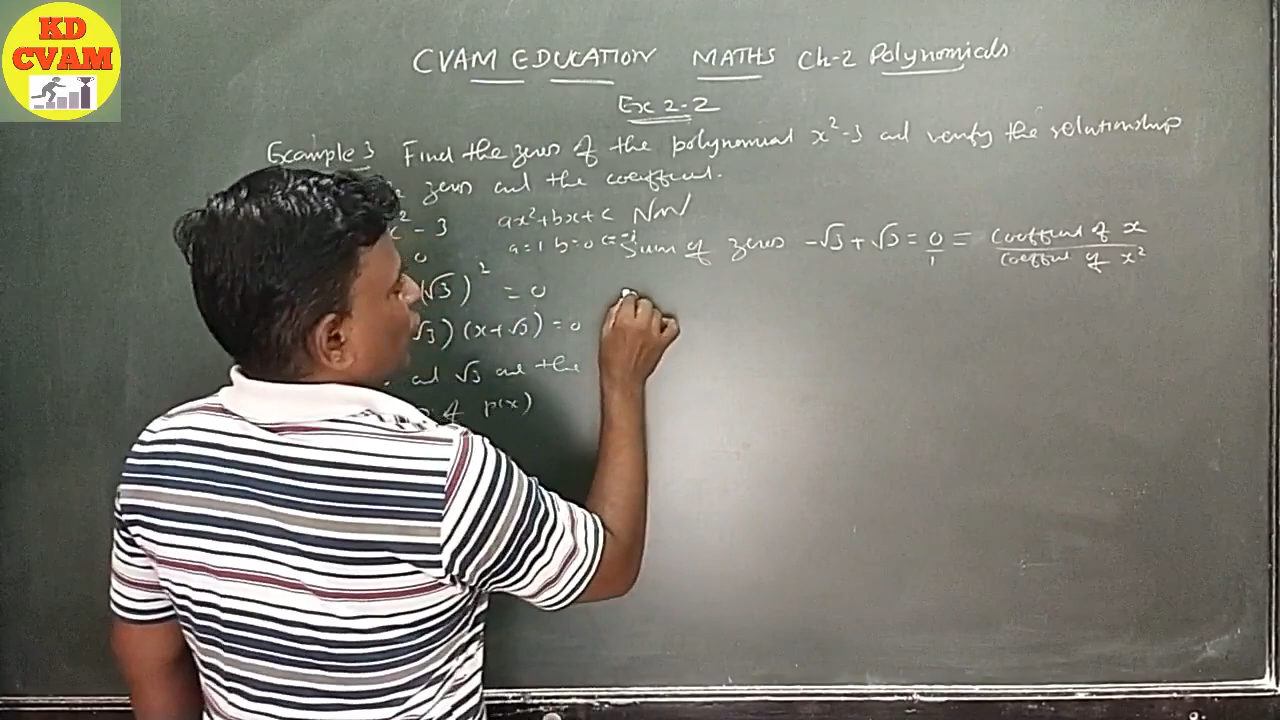 KD
CVAM
CVAM EDUCATION MATHS Ch-2 Polynomials
Ex 2-2
Example 3 Find the zeros of the polynomial x² - 3 and verify the relationship
zeros and the coefficient.
² - 3 ax² + bx + c Now
a = 1 b = 0 c = -3 Sum of zeros -√3 + √3 = 0/1 = Coefficient of x / Coefficient of x²
0
(√3)² = 0
√3) (x + √3) = 0
and √3 are the
of p(x)